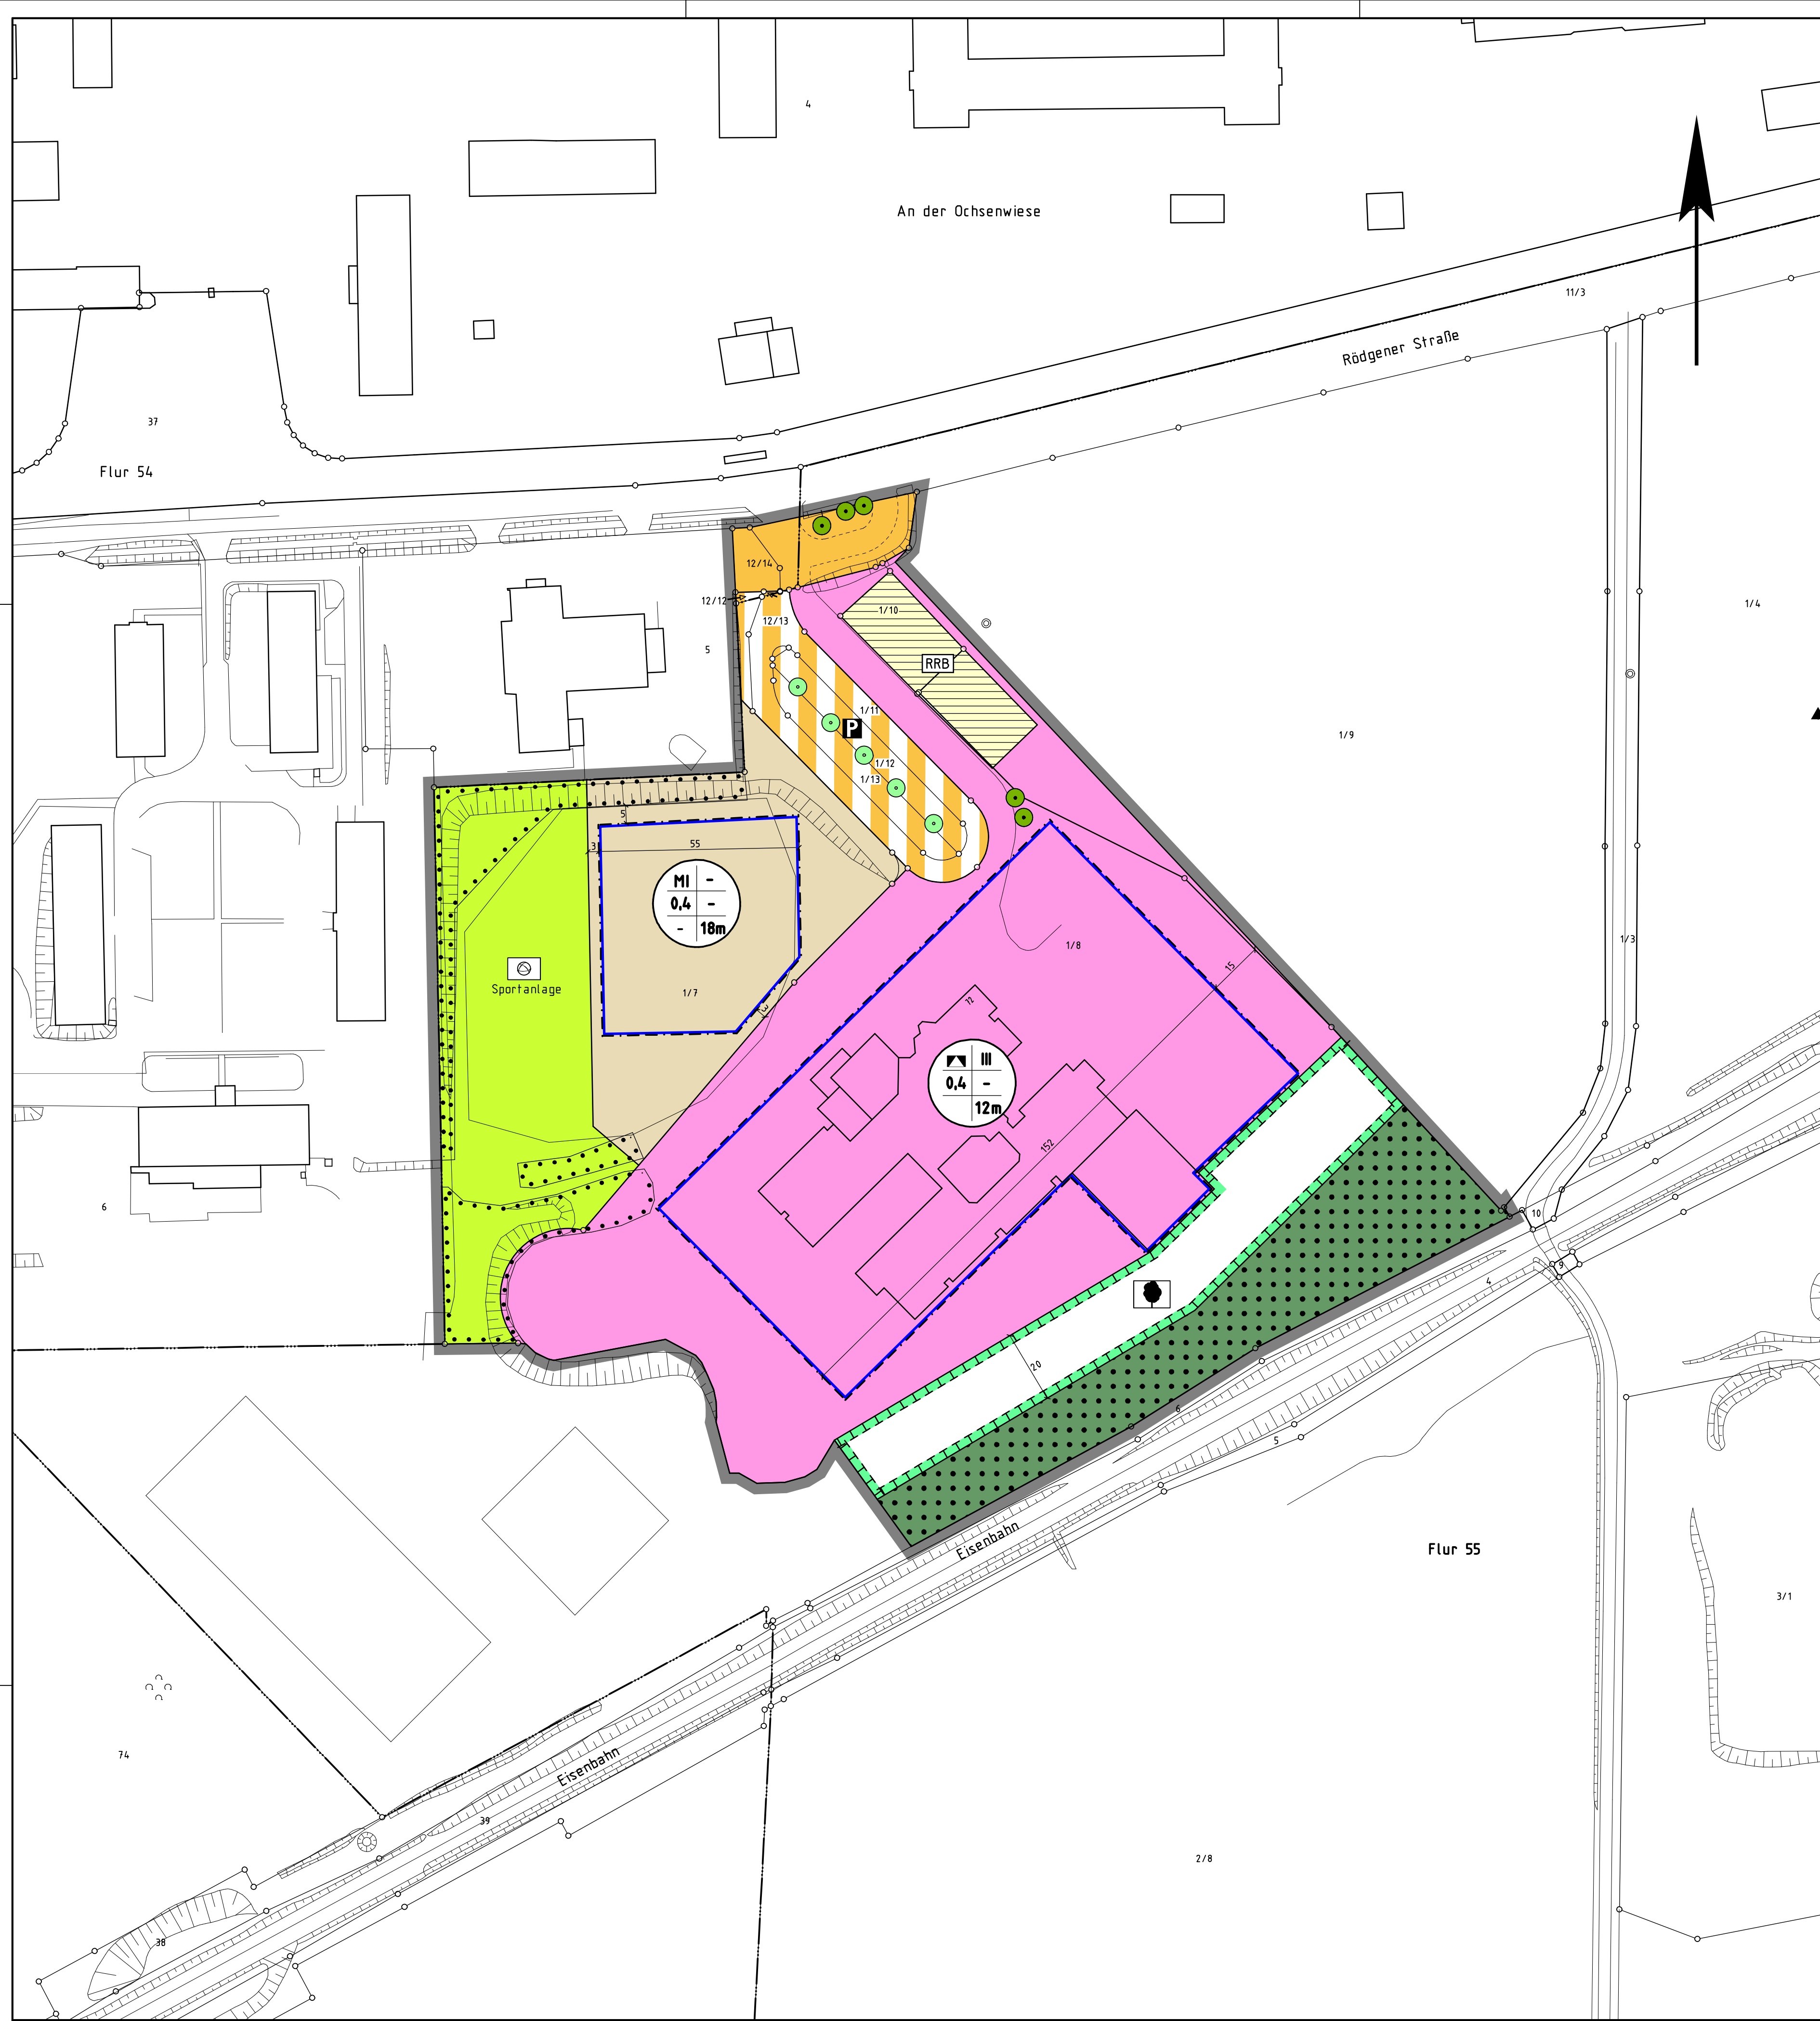 4
An der Ochsenwiese
11/3
Rödgener Straße
37
Flur 54
12/14
12/12
1/10
1/4
12/13
5
RRB
1/11
P
1/9
1/12
1/13
5
3
55
MI -
0,4 -
- 18m
1/3
1/8
15
Sportanlage
1/7
3
72
III
0,4 -
12m
152
6
10
9
4
20
6
5
Eisenbahn
Flur 55
3/1
74
Eisenbahn
39
2/8
38